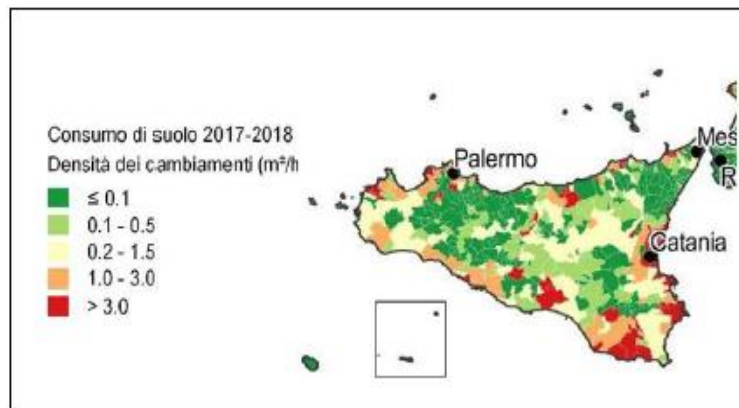 Consumo di suolo 2017-2018
Densità dei cambiamenti (m²/h
≤ 0.1
0.1 - 0.5
0.2 - 1.5
1.0 - 3.0
> 3.0
Palermo
Mes
R
Catania